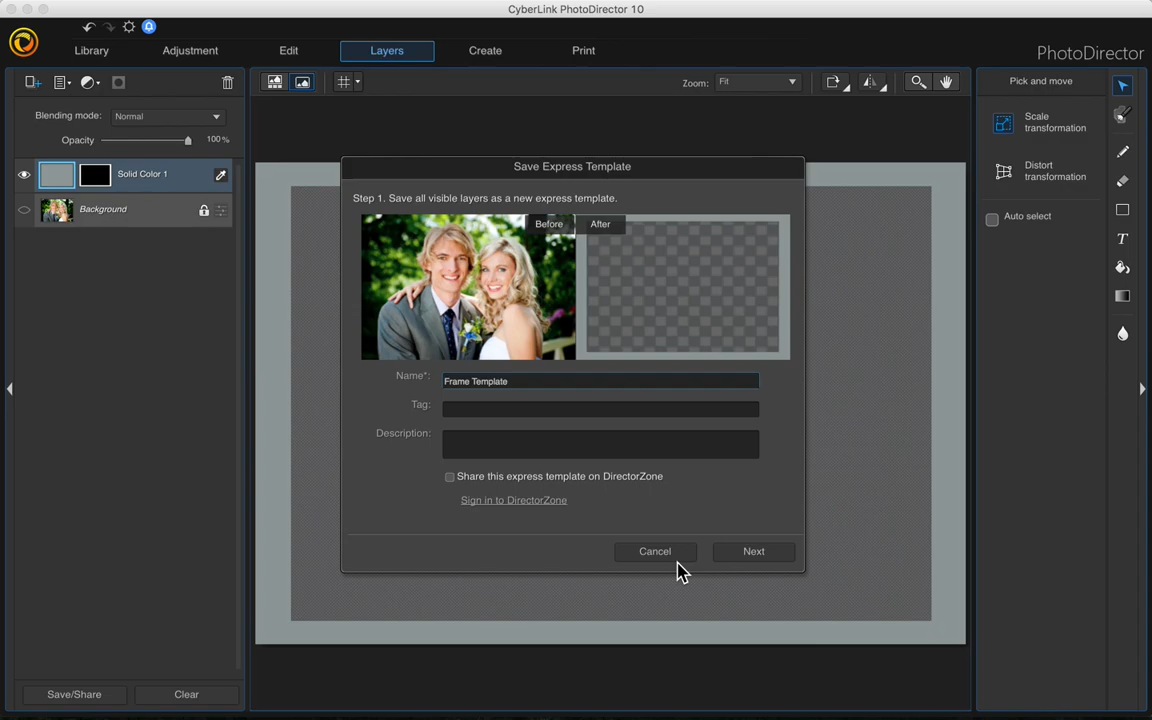 CyberLink PhotoDirector 10
Library Adjustment Edit Layers Create Print
PhotoDirector
Zoom: Fit
Pick and move
Blending mode: Normal
Opacity 100%
Scale transformation
Distort transformation
Auto select
Solid Color 1
Background
Save Express Template
Step 1. Save all visible layers as a new express template.
Before After
Name*: Frame Template
Tag:
Description:
Share this express template on DirectorZone
Sign in to DirectorZone
Cancel Next
Save/Share Clear
T